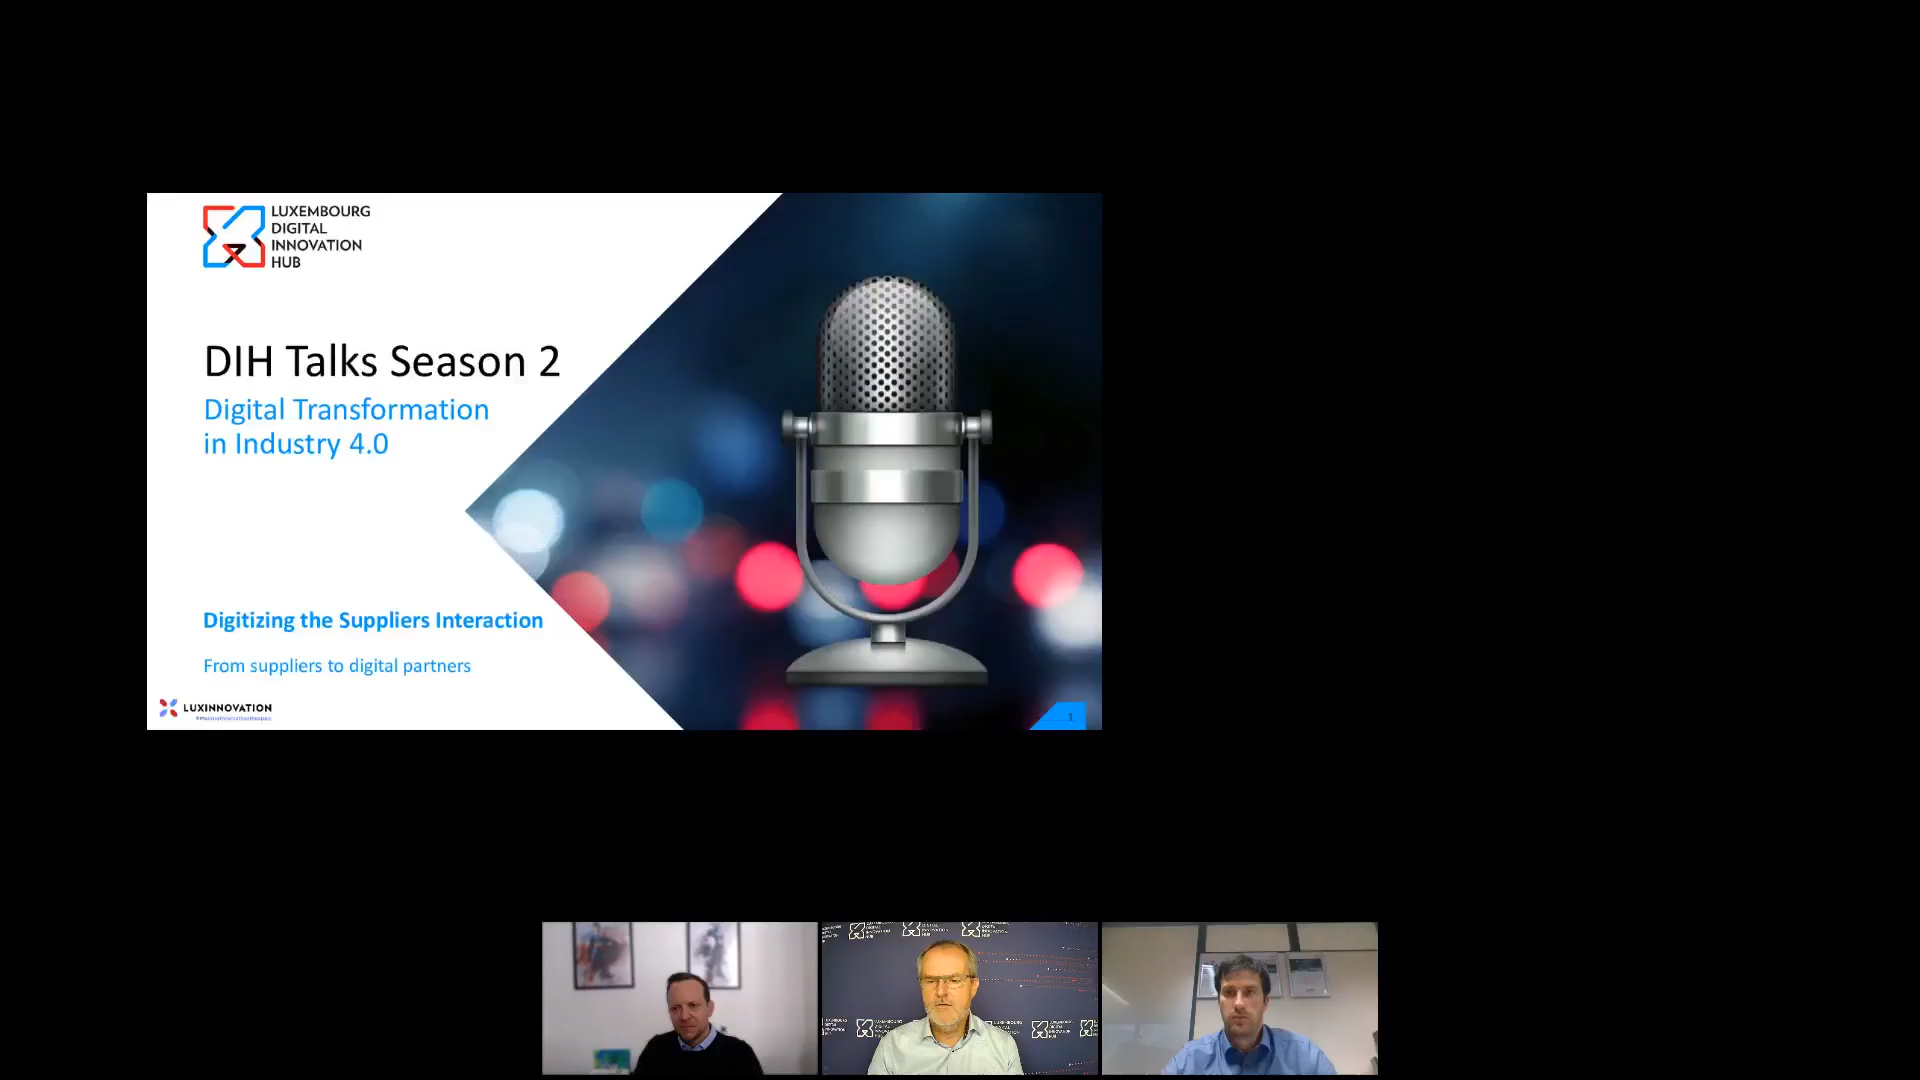 LUXEMBOURG
DIGITAL
INNOVATION
HUB
DIH Talks Season 2
Digital Transformation
in Industry 4.0
Digitizing the Suppliers Interaction
From suppliers to digital partners
LUXINNOVATION
#MakingInnovationHappen
1